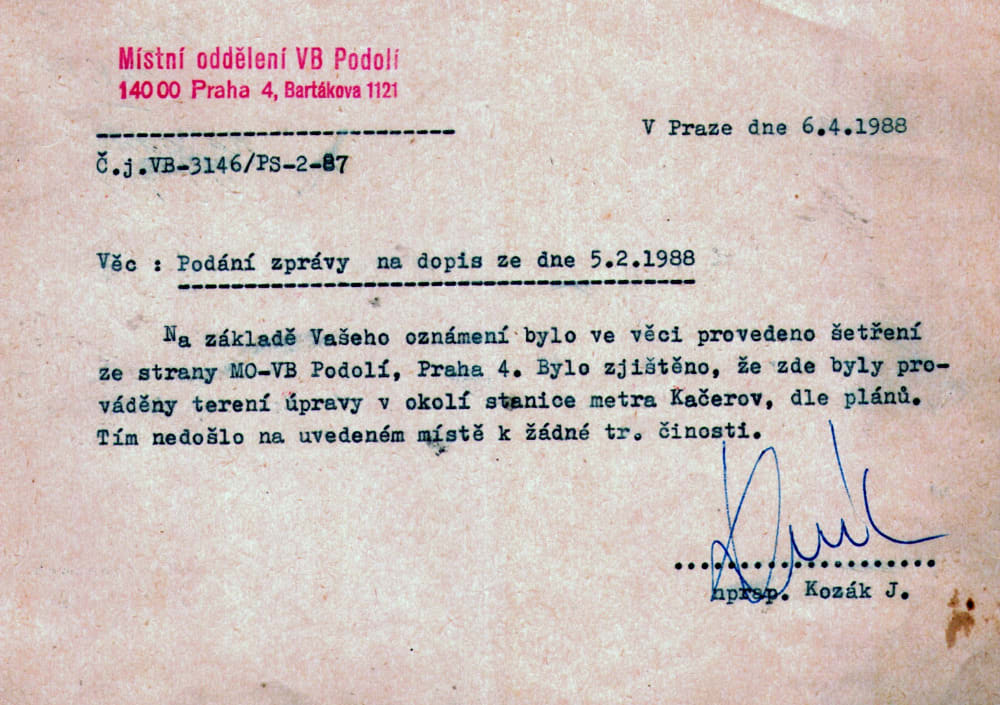 Místní oddělení VB Podolí
140 00 Praha 4, Bartákova 1121
V Praze dne 6.4.1988
Č.j.VB-3146/PS-2-87
Věc : Podání zprávy na dopis ze dne 5.2.1988
Na základě Vašeho oznámení bylo ve věci provedeno šetření
ze strany MO-VB Podolí, Praha 4. Bylo zjištěno, že zde byly pro-
váděny terení úpravy v okolí stanice metra Kačerov, dle plánů.
Tím nedošlo na uvedeném místě k žádné tr. činosti.
nprap. Kozák J.